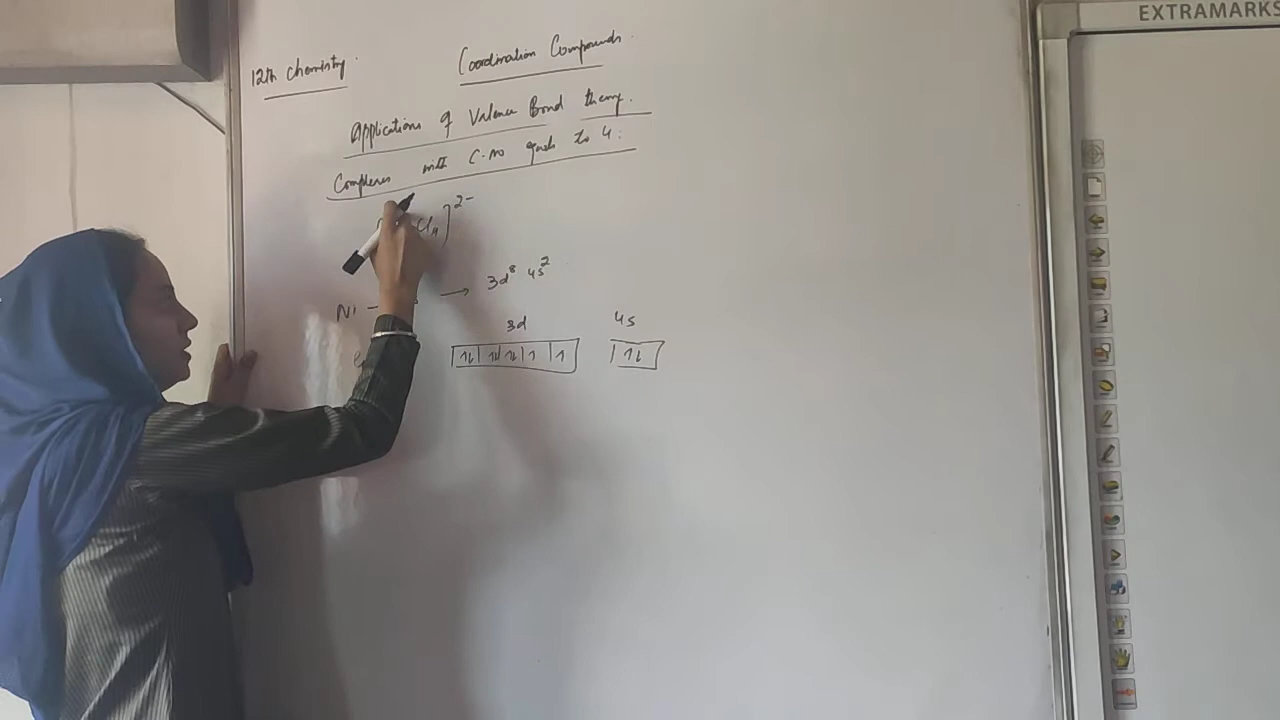 EXTRAMARKS
12th chemistry.
Coordination Compounds.
Applications of Valence Bond theory.
Complexes with C.no equals to 4:
Cl4]2-
Ni - → 3d8 4s2
3d 4s
↑↓ ↑↓ ↑↓ ↑ ↑ ↑↓